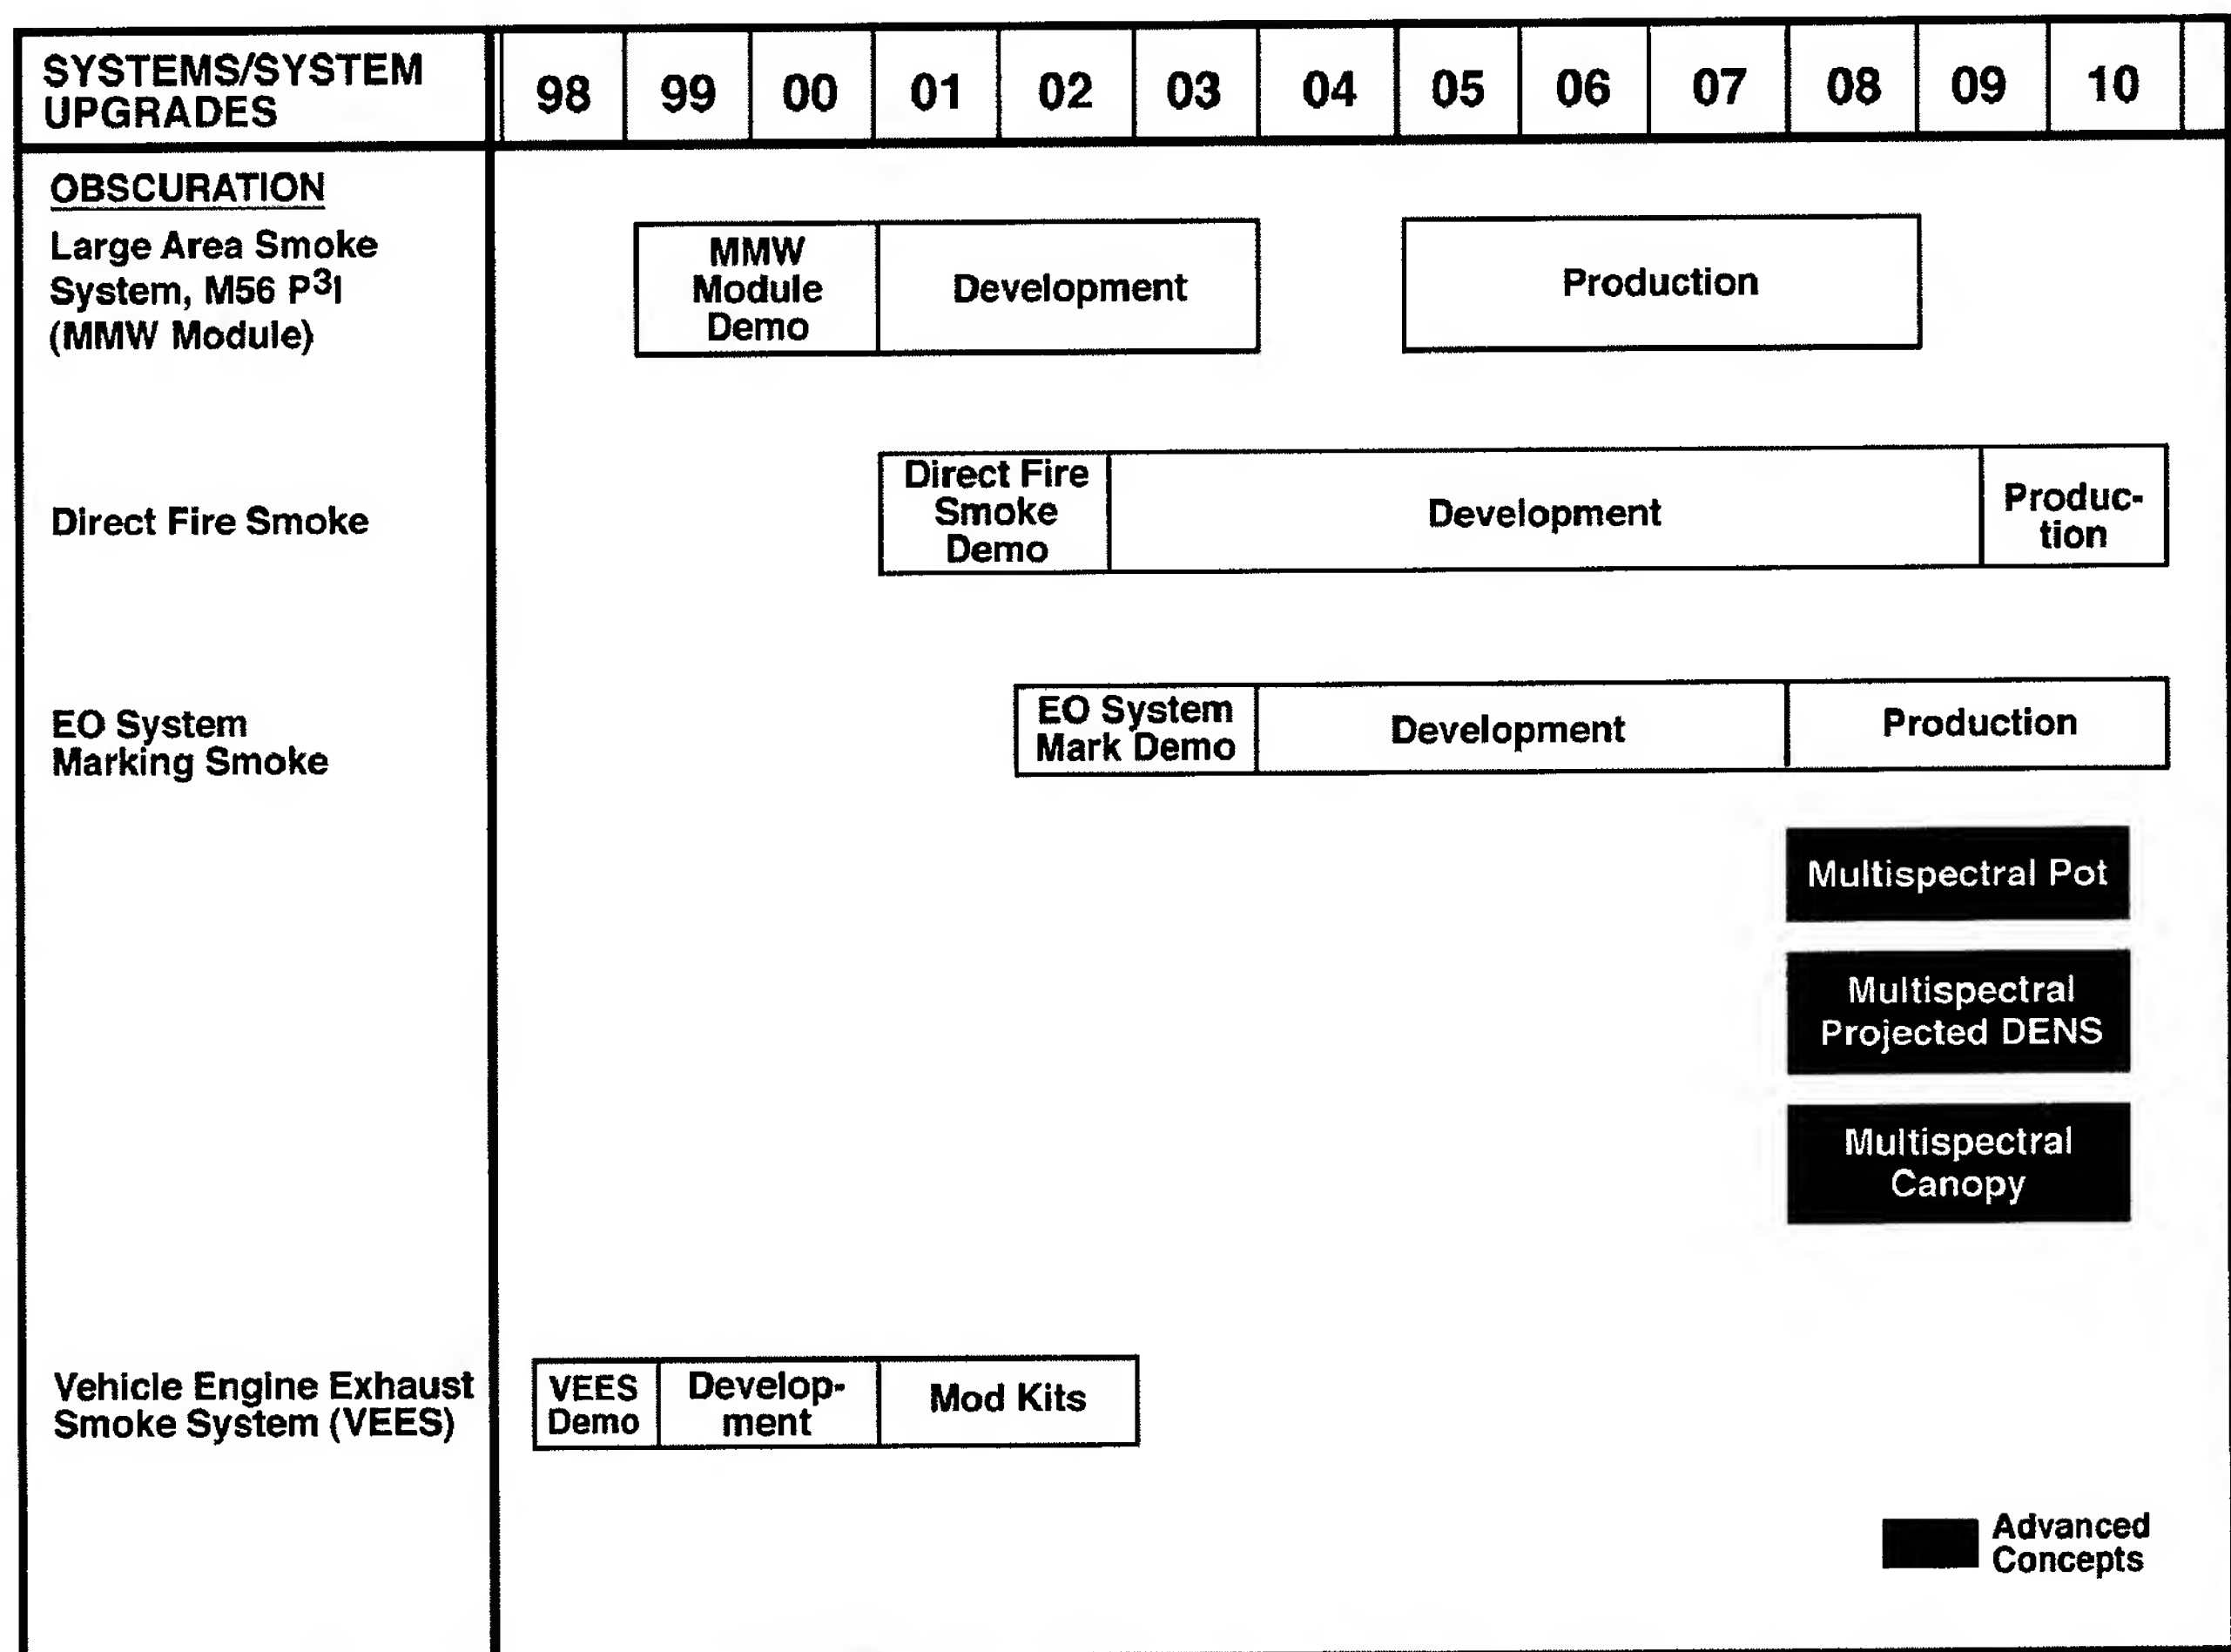 SYSTEMS/SYSTEM
UPGRADES
98 99 00 01 02 03 04 05 06 07 08 09 10
OBSCURATION
Large Area Smoke
System, M56 P3I
(MMW Module)
MMW
Module
Demo
Development
Production
Direct Fire Smoke
Direct Fire
Smoke
Demo
Development
Produc-
tion
EO System
Marking Smoke
EO System
Mark Demo
Development
Production
Multispectral Pot
Multispectral
Projected DENS
Multispectral
Canopy
Vehicle Engine Exhaust
Smoke System (VEES)
VEES
Demo
Develop-
ment
Mod Kits
Advanced
Concepts